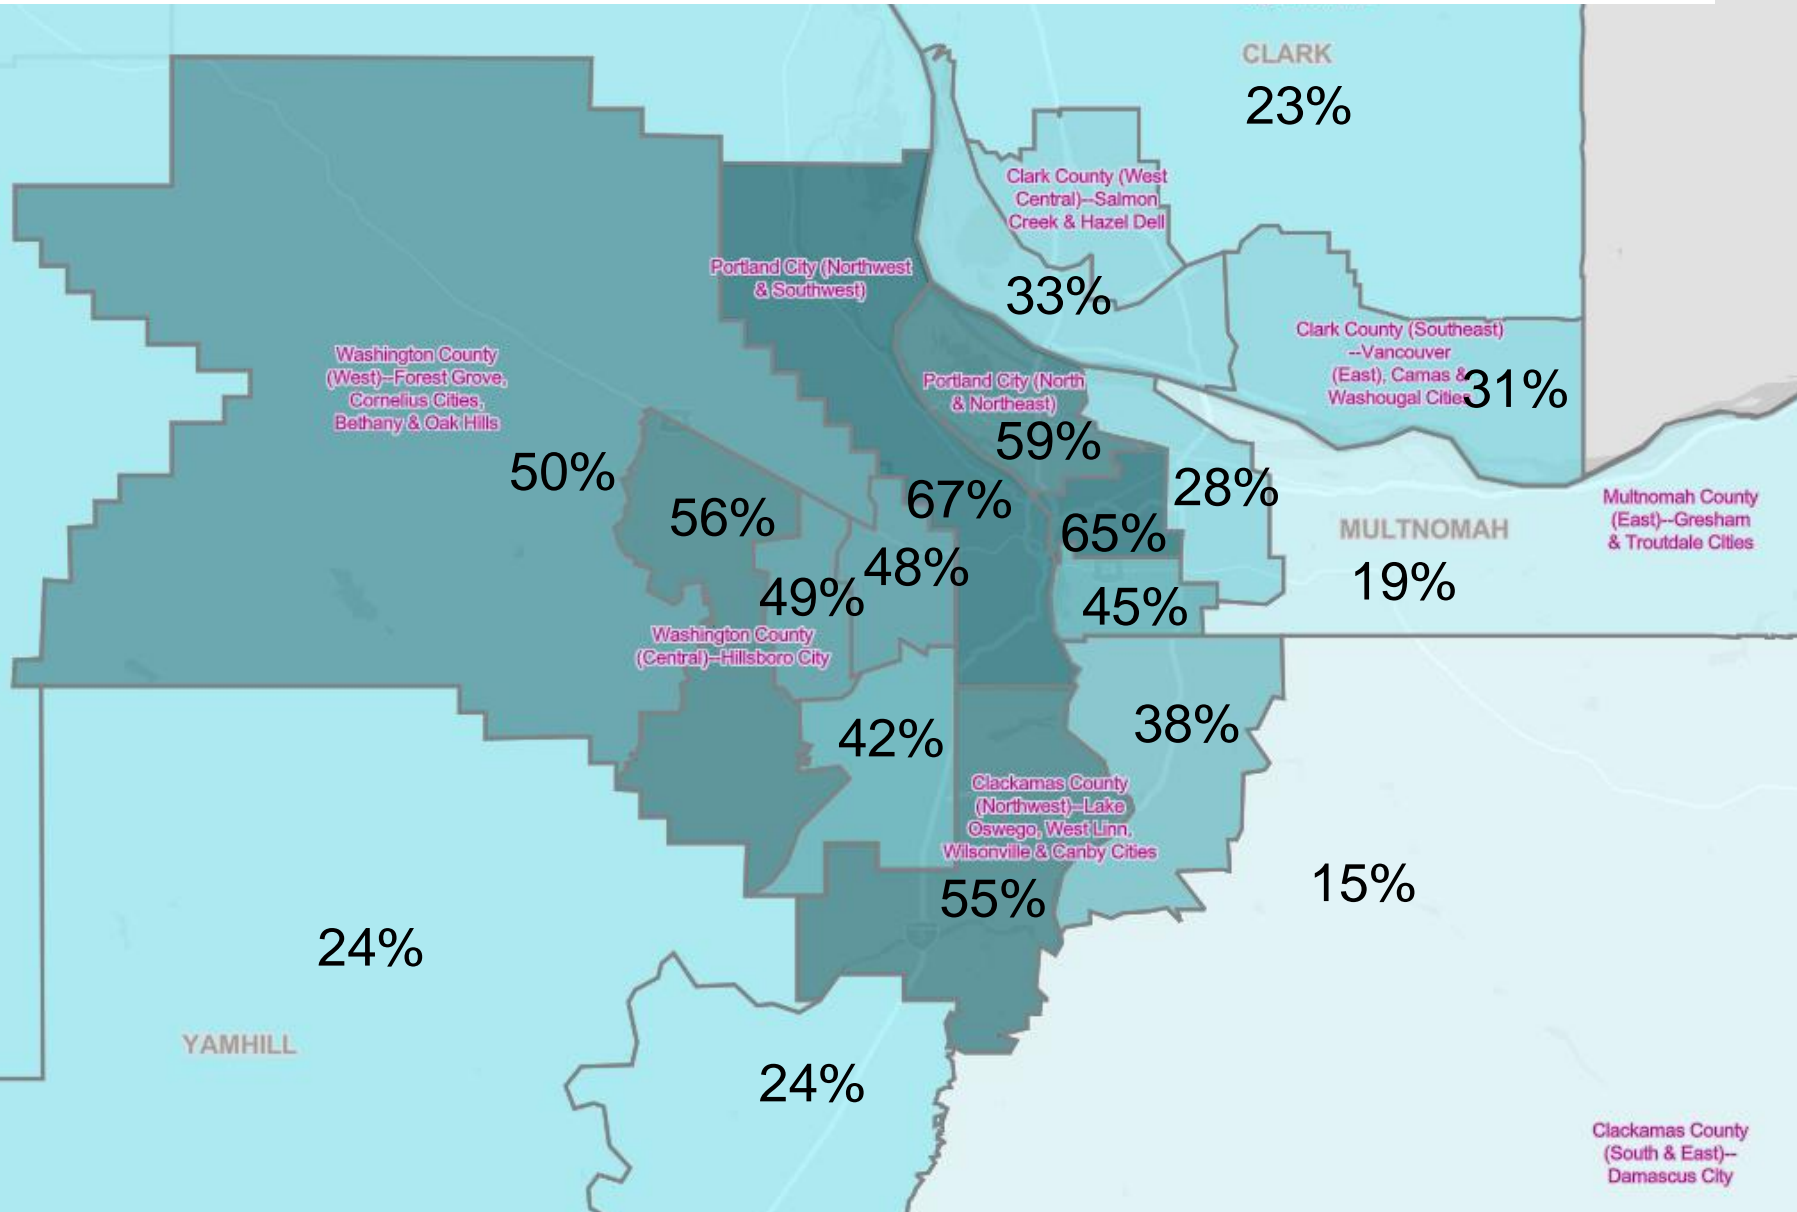 CLARK
23%
Clark County (West
Central)--Salmon
Creek & Hazel Dell
Portland City (Northwest
& Southwest)
33%
Clark County (Southeast)
--Vancouver
(East), Camas &
Washougal Cities
31%
Washington County
(West)--Forest Grove,
Cornelius Cities,
Bethany & Oak Hills
Portland City (North
& Northeast)
59%
50%
56%
67%
28%
65%
Multnomah County
(East)--Gresham
& Troutdale Cities
MULTNOMAH
19%
48%
49%
45%
Washington County
(Central)--Hillsboro City
42%
38%
Clackamas County
(Northwest)--Lake
Oswego, West Linn,
Wilsonville & Canby Cities
55%
15%
24%
YAMHILL
24%
Clackamas County
(South & East)--
Damascus City